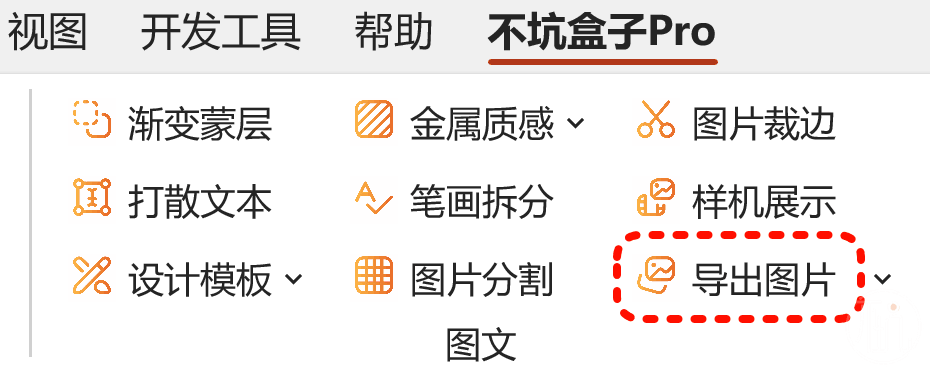 视图 开发工具 帮助 不坑盒子Pro
渐变蒙层 金属质感 图片裁边
打散文本 笔画拆分 样机展示
设计模板 图片分割 导出图片
图文